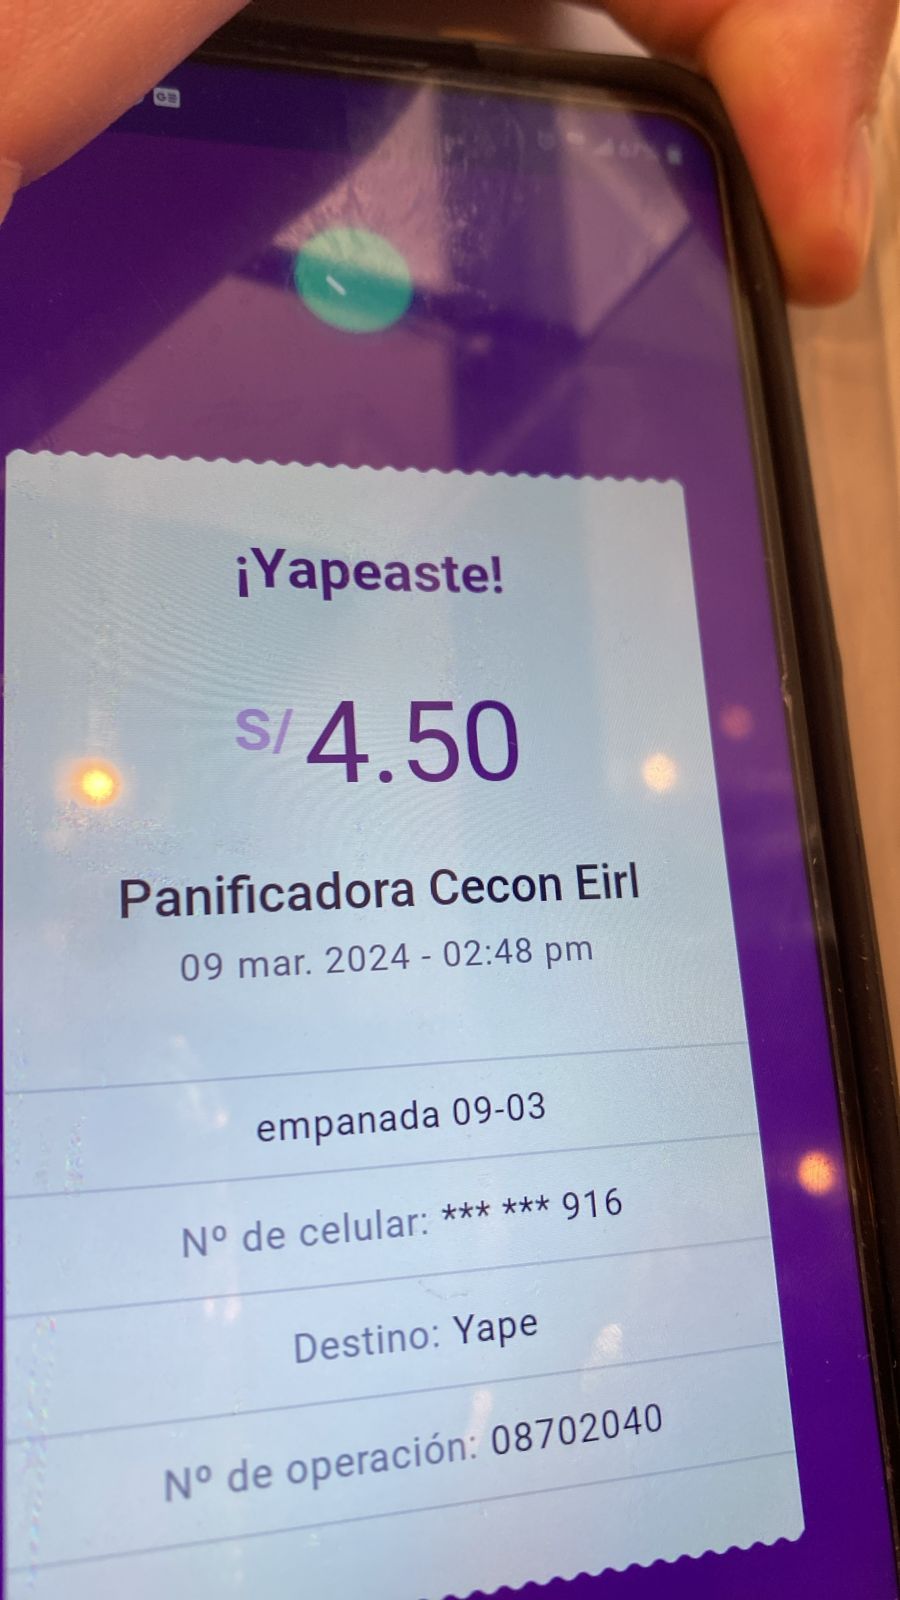 ¡Yapeaste!
S/ 4.50
Panificadora Cecon Eirl
09 mar. 2024 - 02:48 pm
empanada 09-03
Nº de celular: *** *** 916
Destino: Yape
Nº de operación: 08702040